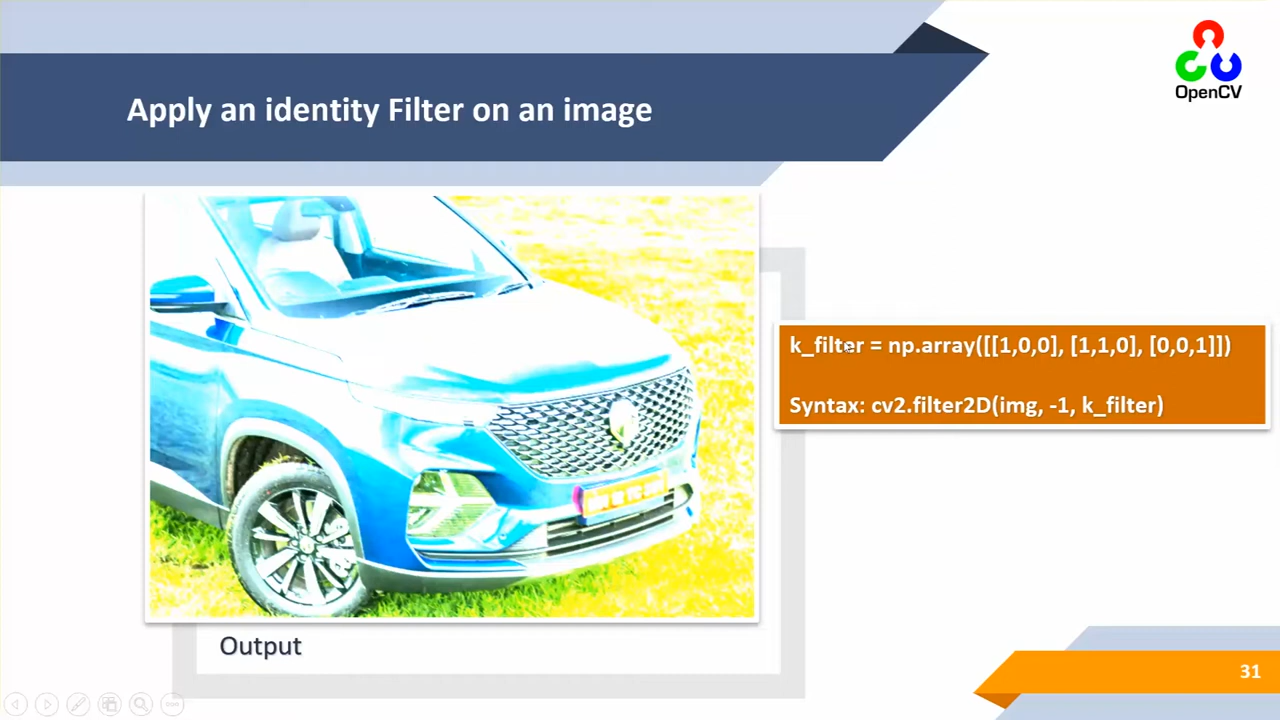 Apply an identity Filter on an image
OpenCV
k_filter = np.array([[1,0,0], [1,1,0], [0,0,1]])
Syntax: cv2.filter2D(img, -1, k_filter)
Output
31